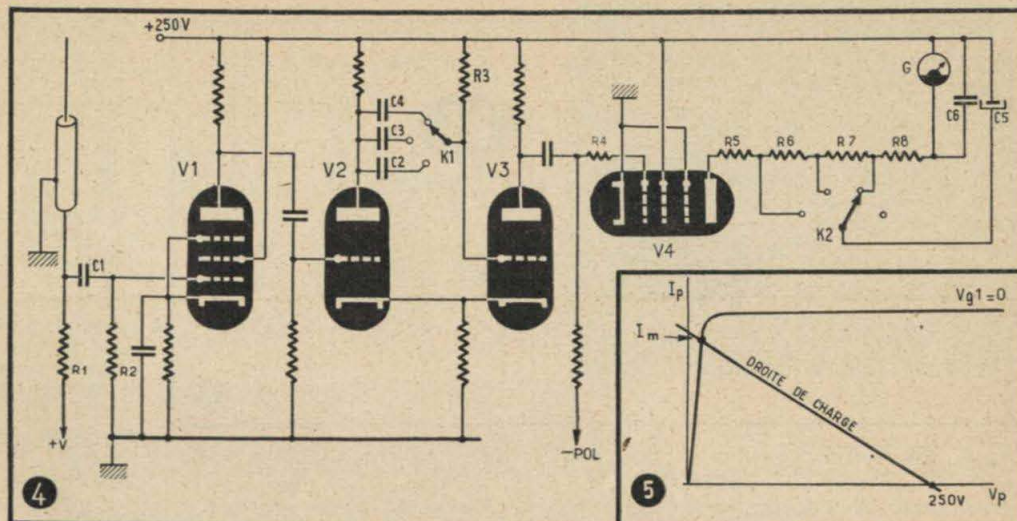 +250V
R3
G
C4
C3
C2
K1
C6
C5
V1
V2
V3
R4
R5
R6
R7
R8
K2
V4
C1
R1
R2
+V
-POL
4
Ip
Vg1=0
Im
DROITE DE CHARGE
250V
Vp
5